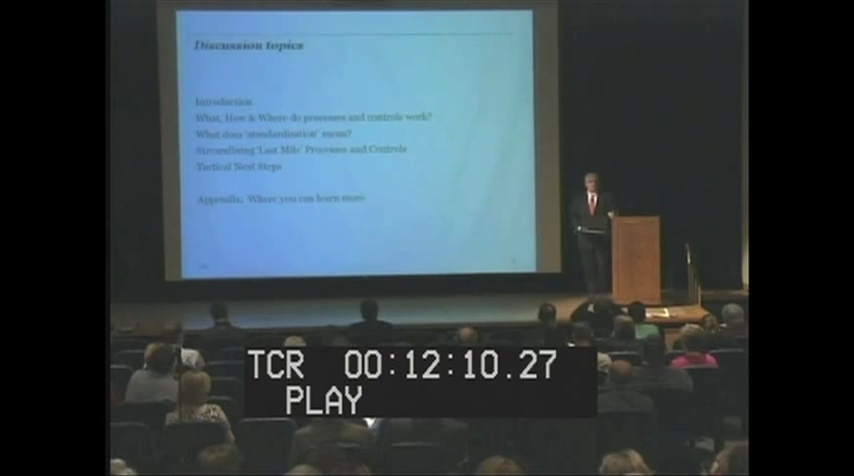 Discussion topics
Introduction
What, How & Where do processes and controls work?
What does 'standardization' mean?
Streamlining 'Last Mile' Processes and Controls
Tactical Next Steps
Appendix: Where you can learn more
TCR 00:12:10.27
PLAY